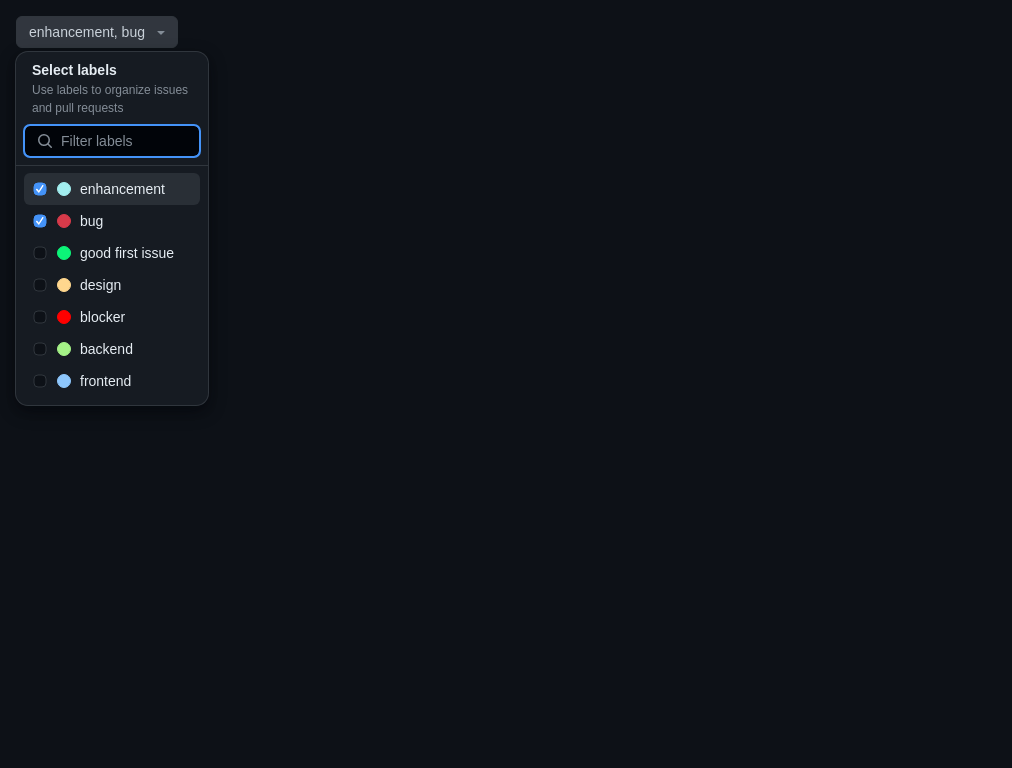 enhancement, bug
Select labels
Use labels to organize issues
and pull requests
Filter labels
enhancement
bug
good first issue
design
blocker
backend
frontend